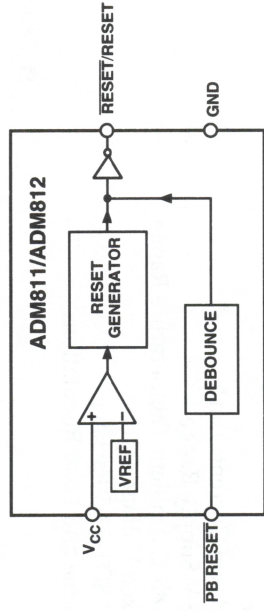 ADM811/ADM812
VCC
+
−
VREF
RESET
GENERATOR
RESET/RESET
PB RESET
DEBOUNCE
GND